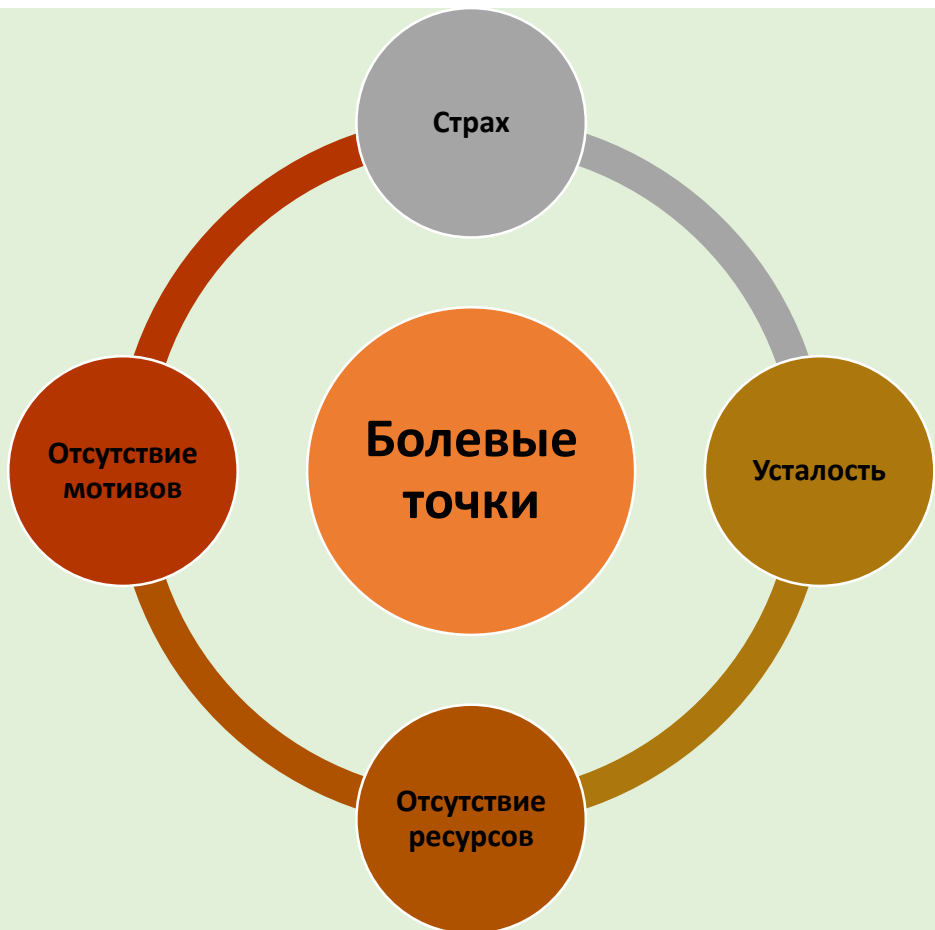 Страх
Отсутствие
мотивов
Болевые
точки
Усталость
Отсутствие
ресурсов